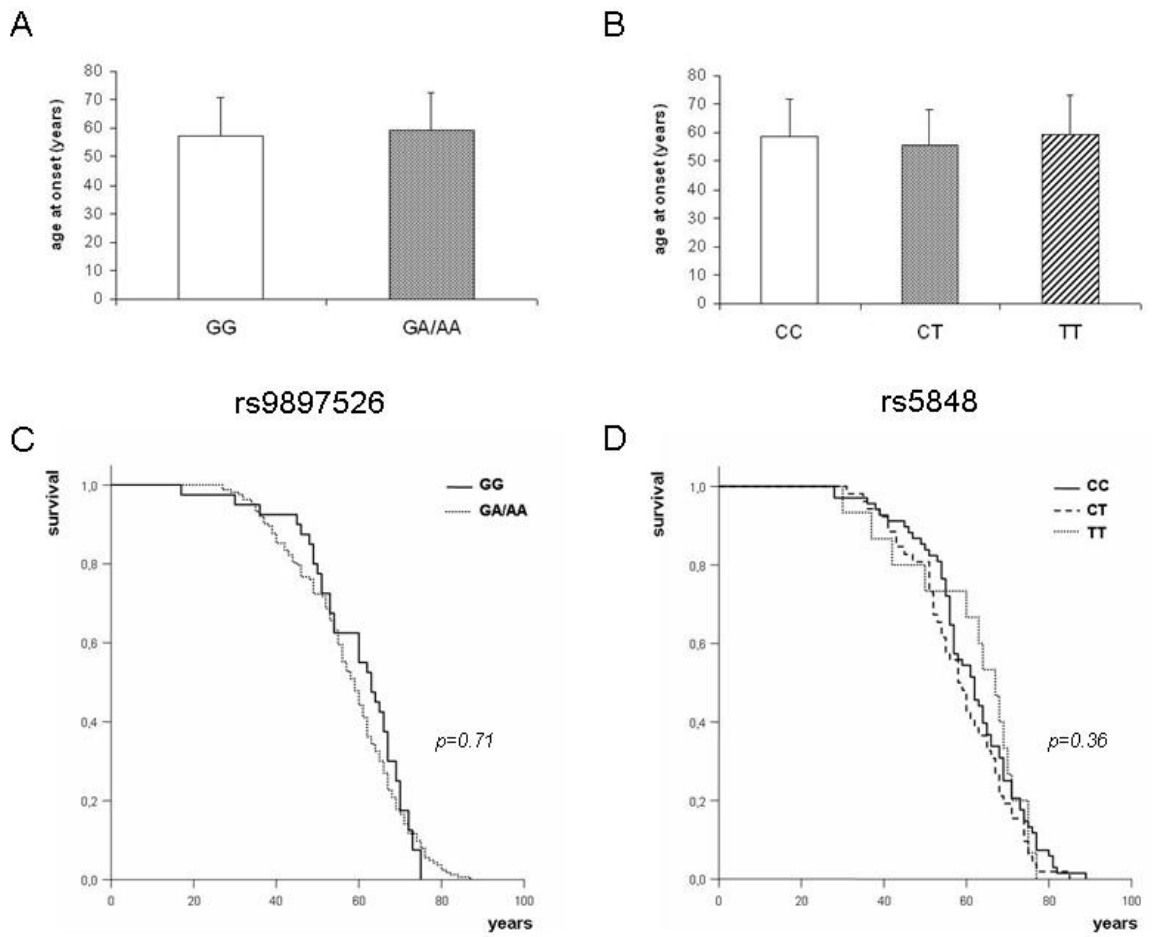 A
age at onset (years)
80
70
60
50
40
30
20
10
0
GG GA/AA
B
age at onset (years)
80
70
60
50
40
30
20
10
0
CC CT TT
rs9897526
rs5848
C
survival
1,0
0,8
0,6
0,4
0,2
0,0
GG
GA/AA
p=0.71
0 20 40 60 80 100
years
D
survival
1,0
0,8
0,6
0,4
0,2
0,0
CC
CT
TT
p=0.36
0 20 40 60 80 100
years